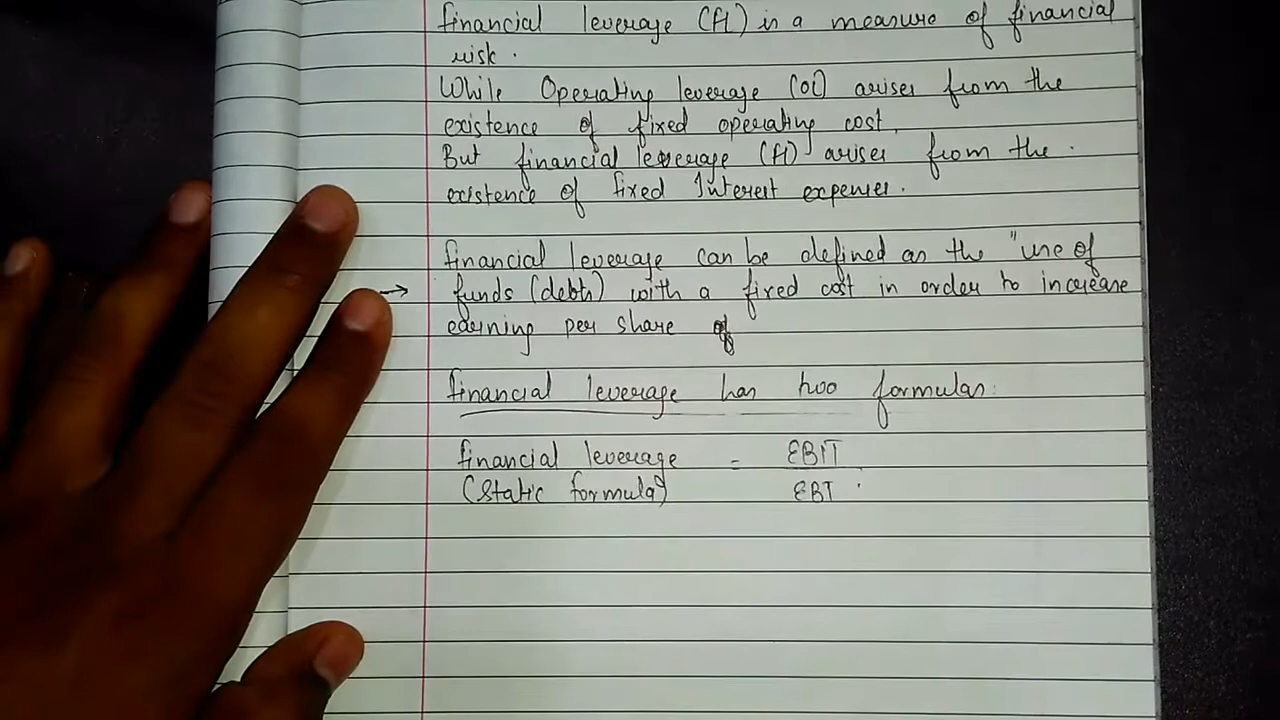 financial leverage (fl) is a measure of financial
risk.
While Operating leverage (Ol) arises from the
existence of fixed operating cost.
But financial leverage (fl) arises from the.
existence of fixed Interest expenses.
financial leverage can be defined as the "use of
→ funds (debts) with a fixed cost in order to increase
earning per share of
financial leverage has two formulas:
financial leverage = EBIT
(Static formula) EBT.